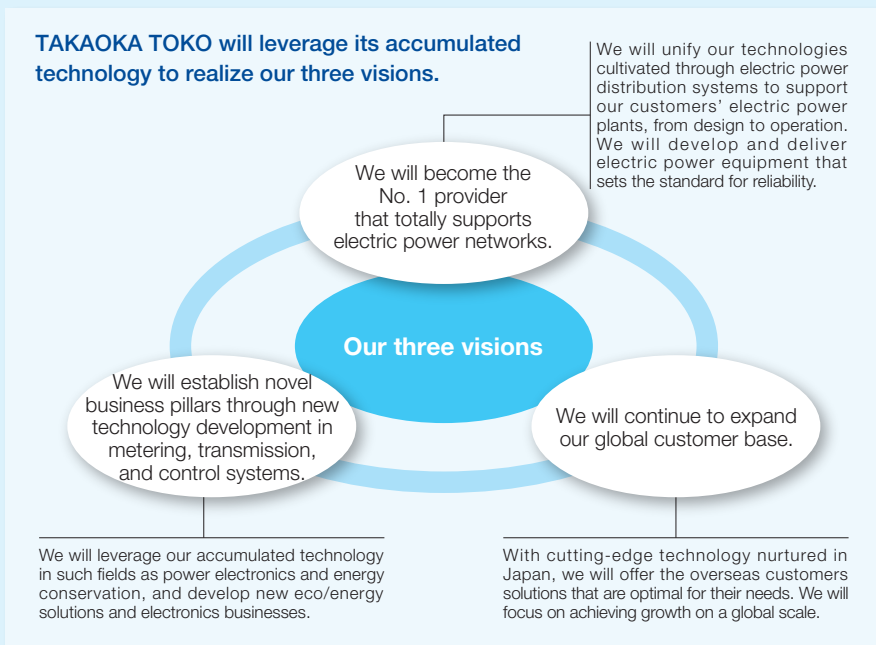 TAKAOKA TOKO will leverage its accumulated
technology to realize our three visions.
We will unify our technologies
cultivated through electric power
distribution systems to support
our customers' electric power
plants, from design to operation.
We will develop and deliver
electric power equipment that
sets the standard for reliability.
We will become the
No. 1 provider
that totally supports
electric power networks.
Our three visions
We will establish novel
business pillars through new
technology development in
metering, transmission,
and control systems.
We will continue to expand
our global customer base.
We will leverage our accumulated technology
in such fields as power electronics and energy
conservation, and develop new eco/energy
solutions and electronics businesses.
With cutting-edge technology nurtured in
Japan, we will offer the overseas customers
solutions that are optimal for their needs. We will
focus on achieving growth on a global scale.